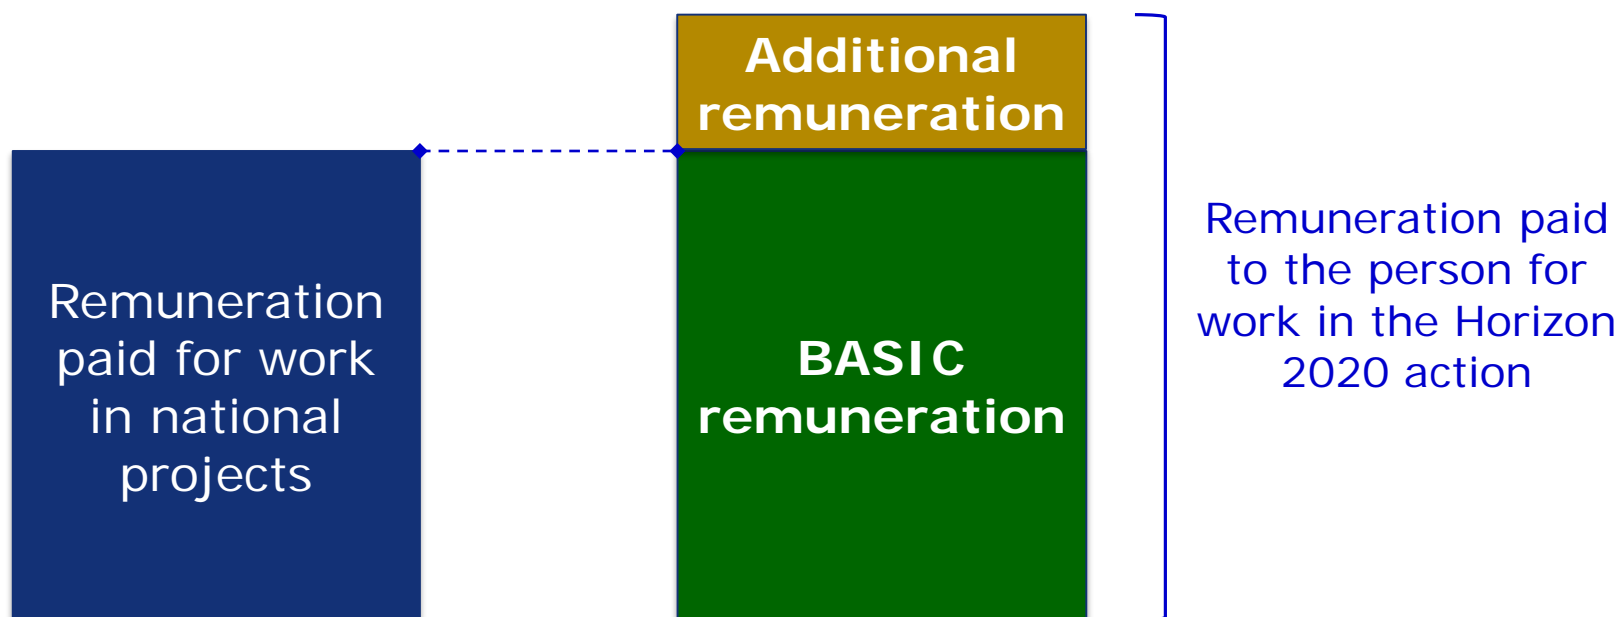 Additional
remuneration
Remuneration
paid for work
in national
projects
BASIC
remuneration
Remuneration paid
to the person for
work in the Horizon
2020 action